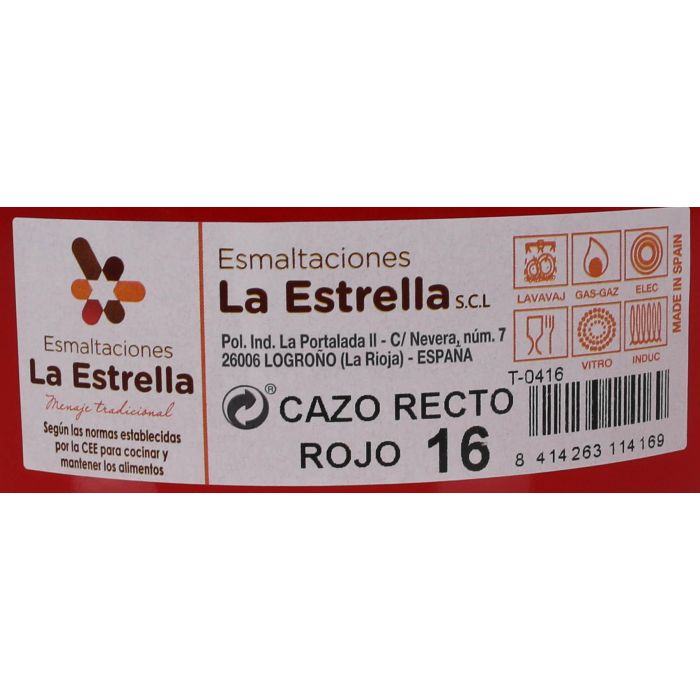 Esmaltaciones
La Estrella
Menaje tradicional
Según las normas establecidas
por la CEE para cocinar y
mantener los alimentos
Esmaltaciones
La Estrella S.C.L
Pol. Ind. La Portalada II - C/ Nevera, núm. 7
26006 LOGROÑO (La Rioja) - ESPAÑA
®
CAZO RECTO
ROJO 16
LAVAVAJ GAS-GAZ ELEC
VITRO INDUC
MADE IN SPAIN
T-0416
8 414263 114169